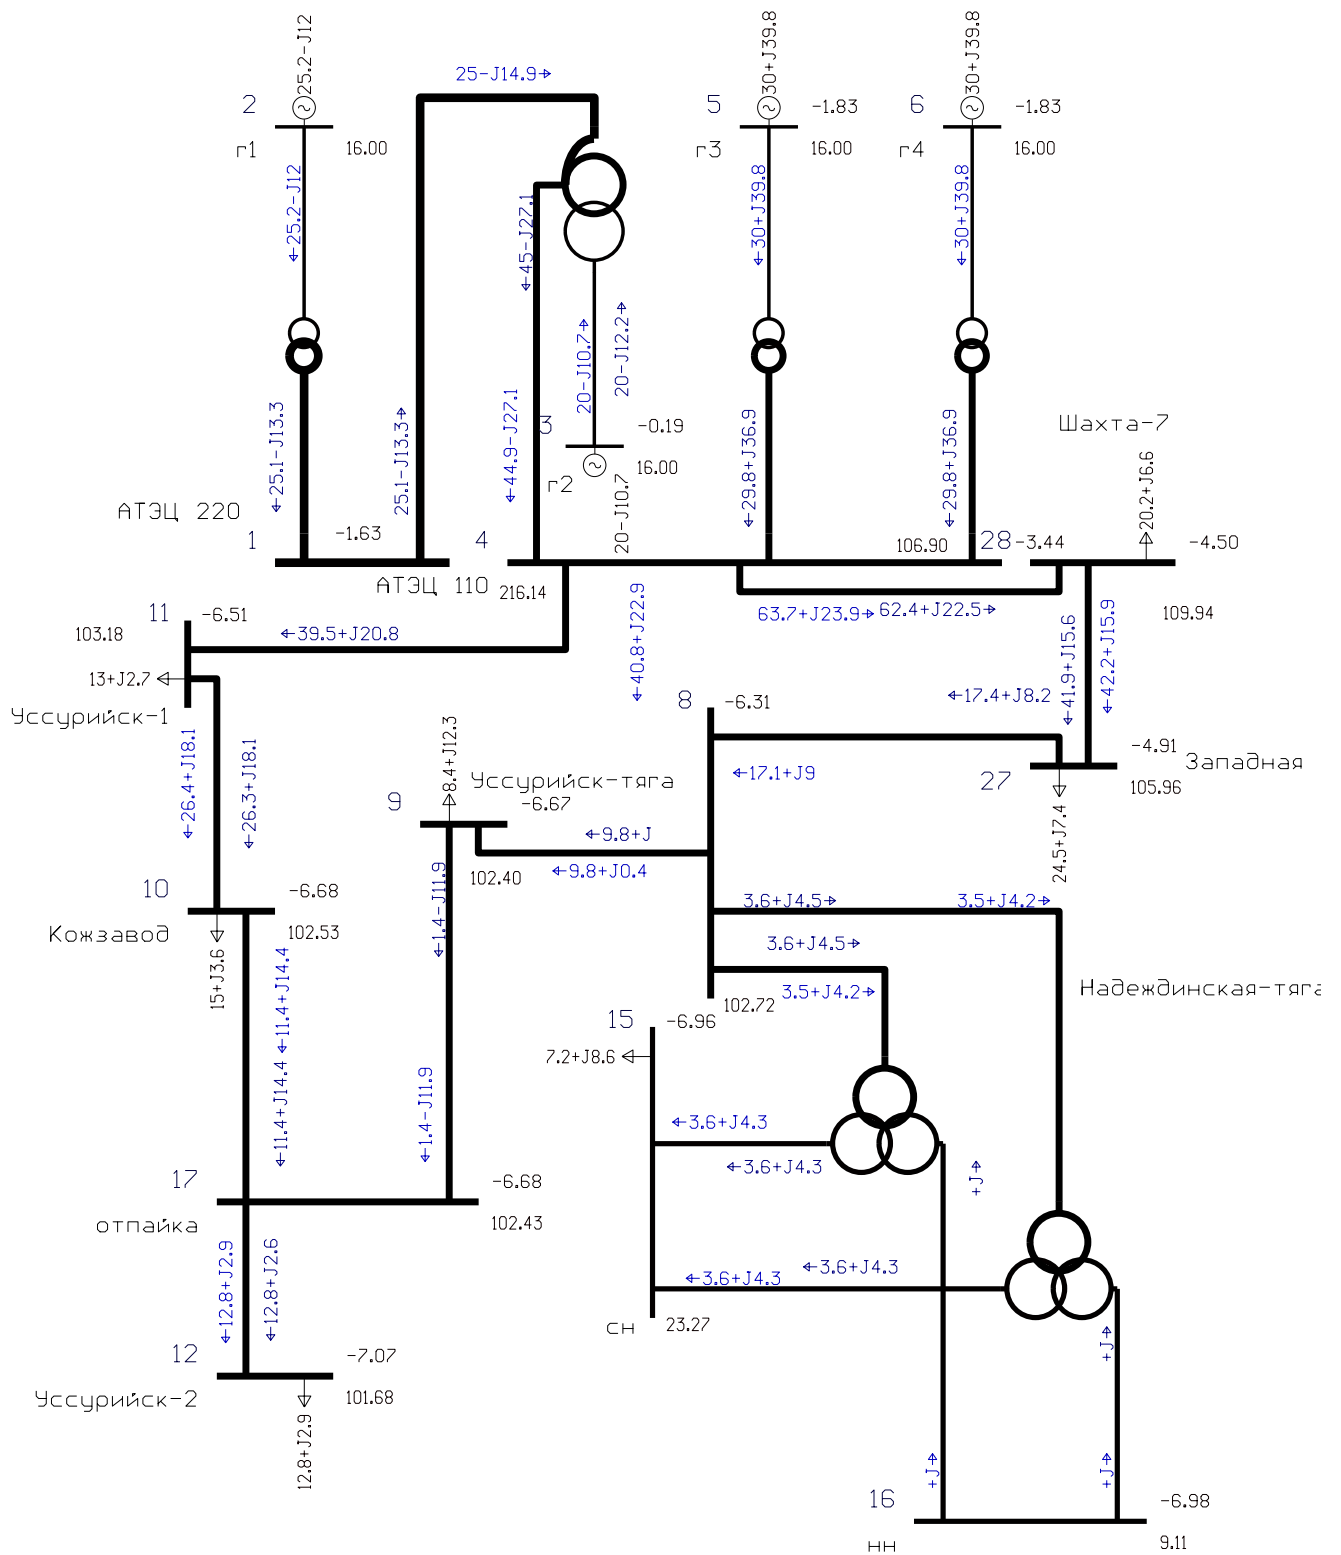 25.2-J12
30+J39.8
30+J39.8
25-J14.9→
2
5
-1.83
6
-1.83
г1
16.00
г3
16.00
г4
16.00
←25.2-J12
←45-J27.1
←30+J39.8
←30+J39.8
20-J10.7→
20-J12.2→
←25.1-J13.3
25.1-J13.3→
←44.9-J27.1
3
-0.19
16.00
г2
20-J10.7
←29.8+J36.9
←29.8+J36.9
Шахта-7
20.2+J6.6
АТЭЦ 220
1
-1.63
4
106.90
28
-3.44
-4.50
АТЭЦ 110
216.14
63.7+J23.9→
62.4+J22.5→
109.94
11
-6.51
103.18
←39.5+J20.8
←40.8+J22.9
←41.9+J15.6
←42.2+J15.9
13+J2.7
Уссурийск-1
8
-6.31
←17.4+J8.2
-4.91
Западная
27
105.96
←17.1+J9
24.5+J7.4
←26.4+J18.1
←26.3+J18.1
8.4+J12.3
Уссурийск-тяга
9
-6.67
←9.8+J
102.40
←9.8+J0.4
←1.4-J11.9
10
-6.68
Кожзавод
102.53
15+J3.6
←11.4+J14.4
←11.4+J14.4
3.6+J4.5→
3.5+J4.2→
3.6+J4.5→
3.5+J4.2→
Надеждинская-тяга
102.72
15
-6.96
7.2+J8.6
←3.6+J4.3
←3.6+J4.3
+J→
←1.4-J11.9
17
-6.68
отпайка
102.43
←12.8+J2.9
←12.8+J2.6
←3.6+J4.3
←3.6+J4.3
сн
23.27
+J→
12
-7.07
Уссурийск-2
101.68
12.8+J2.9
+J→
+J→
16
-6.98
нн
9.11